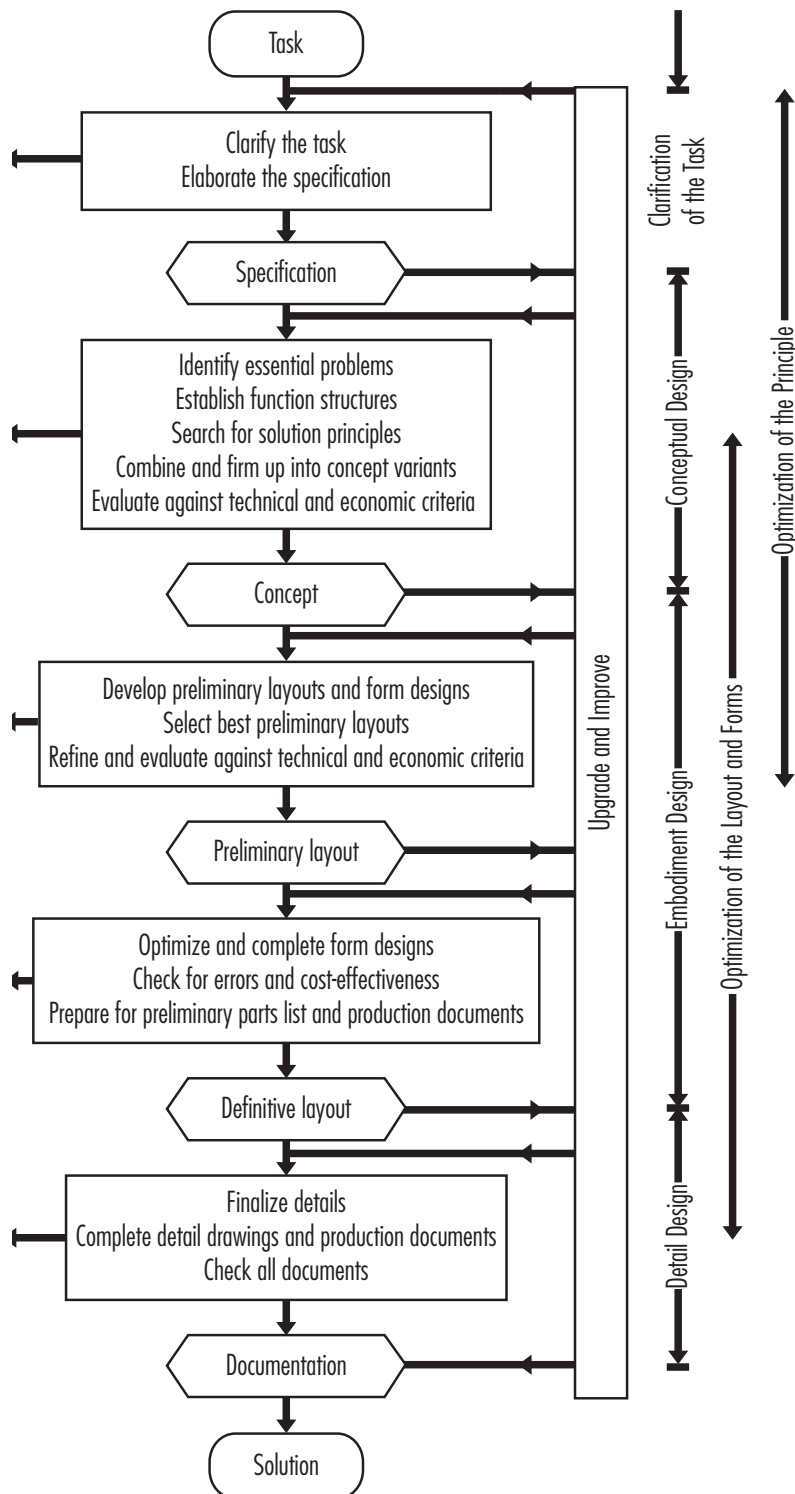 Task
Clarify the task
Elaborate the specification
Specification
Identify essential problems
Establish function structures
Search for solution principles
Combine and firm up into concept variants
Evaluate against technical and economic criteria
Concept
Develop preliminary layouts and form designs
Select best preliminary layouts
Refine and evaluate against technical and economic criteria
Preliminary layout
Optimize and complete form designs
Check for errors and cost-effectiveness
Prepare for preliminary parts list and production documents
Definitive layout
Finalize details
Complete detail drawings and production documents
Check all documents
Documentation
Solution
Upgrade and Improve
Clarification
of the Task
Conceptual Design
Embodiment Design
Detail Design
Optimization of the Layout and Forms
Optimization of the Principle